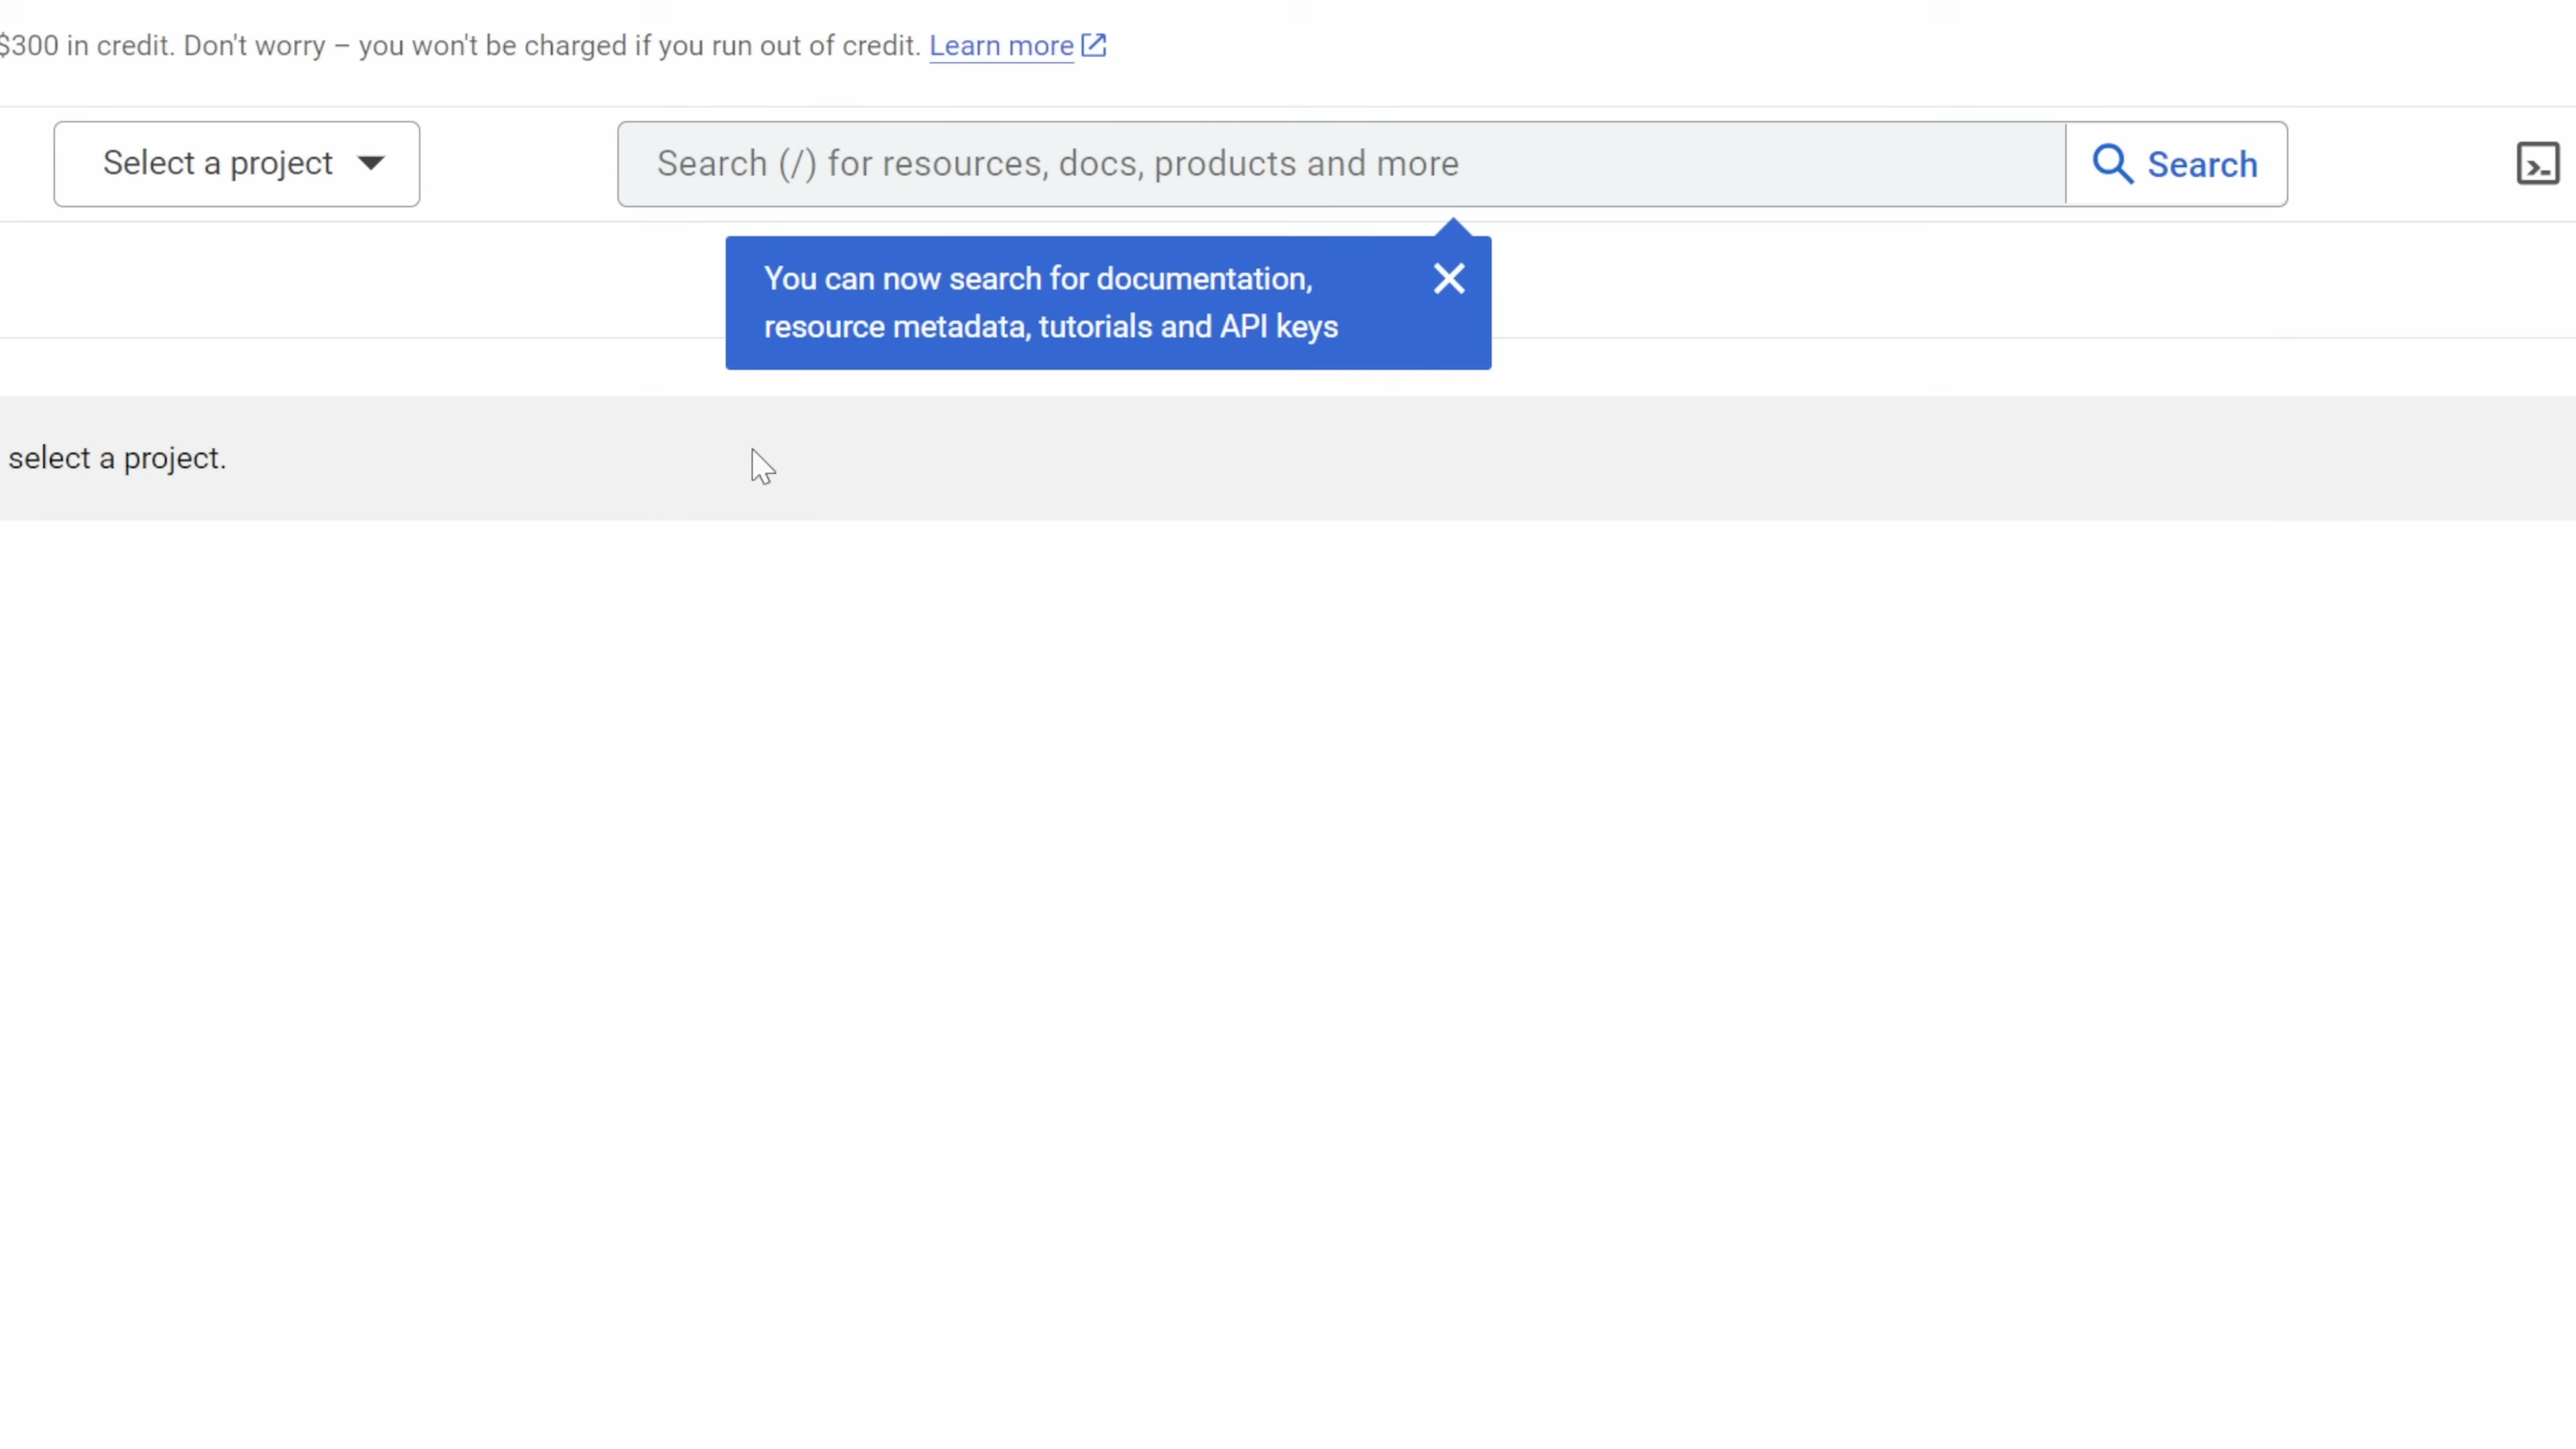 $300 in credit. Don't worry – you won't be charged if you run out of credit. Learn more
Select a project
Search (/) for resources, docs, products and more
Search
You can now search for documentation,
resource metadata, tutorials and API keys
select a project.